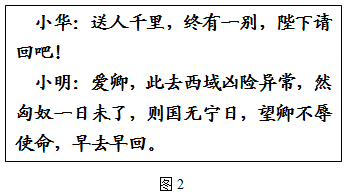 小华：送人千里，终有一别，陛下请
回吧！
小明：爱卿，此去西域凶险异常，然
匈奴一日未了，则国无宁日，望卿不辱
使命，早去早回。
图 2